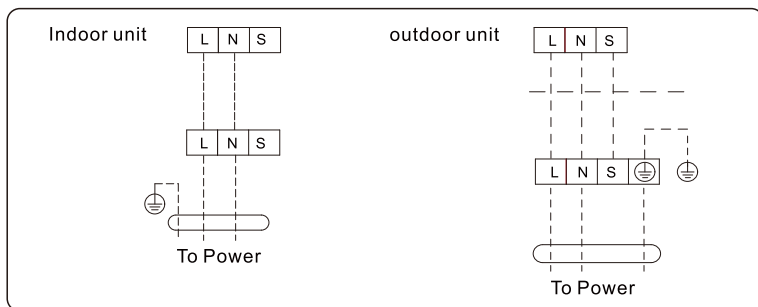 Indoor unit
L N S
L N S
To Power
outdoor unit
L N S
L N S
To Power